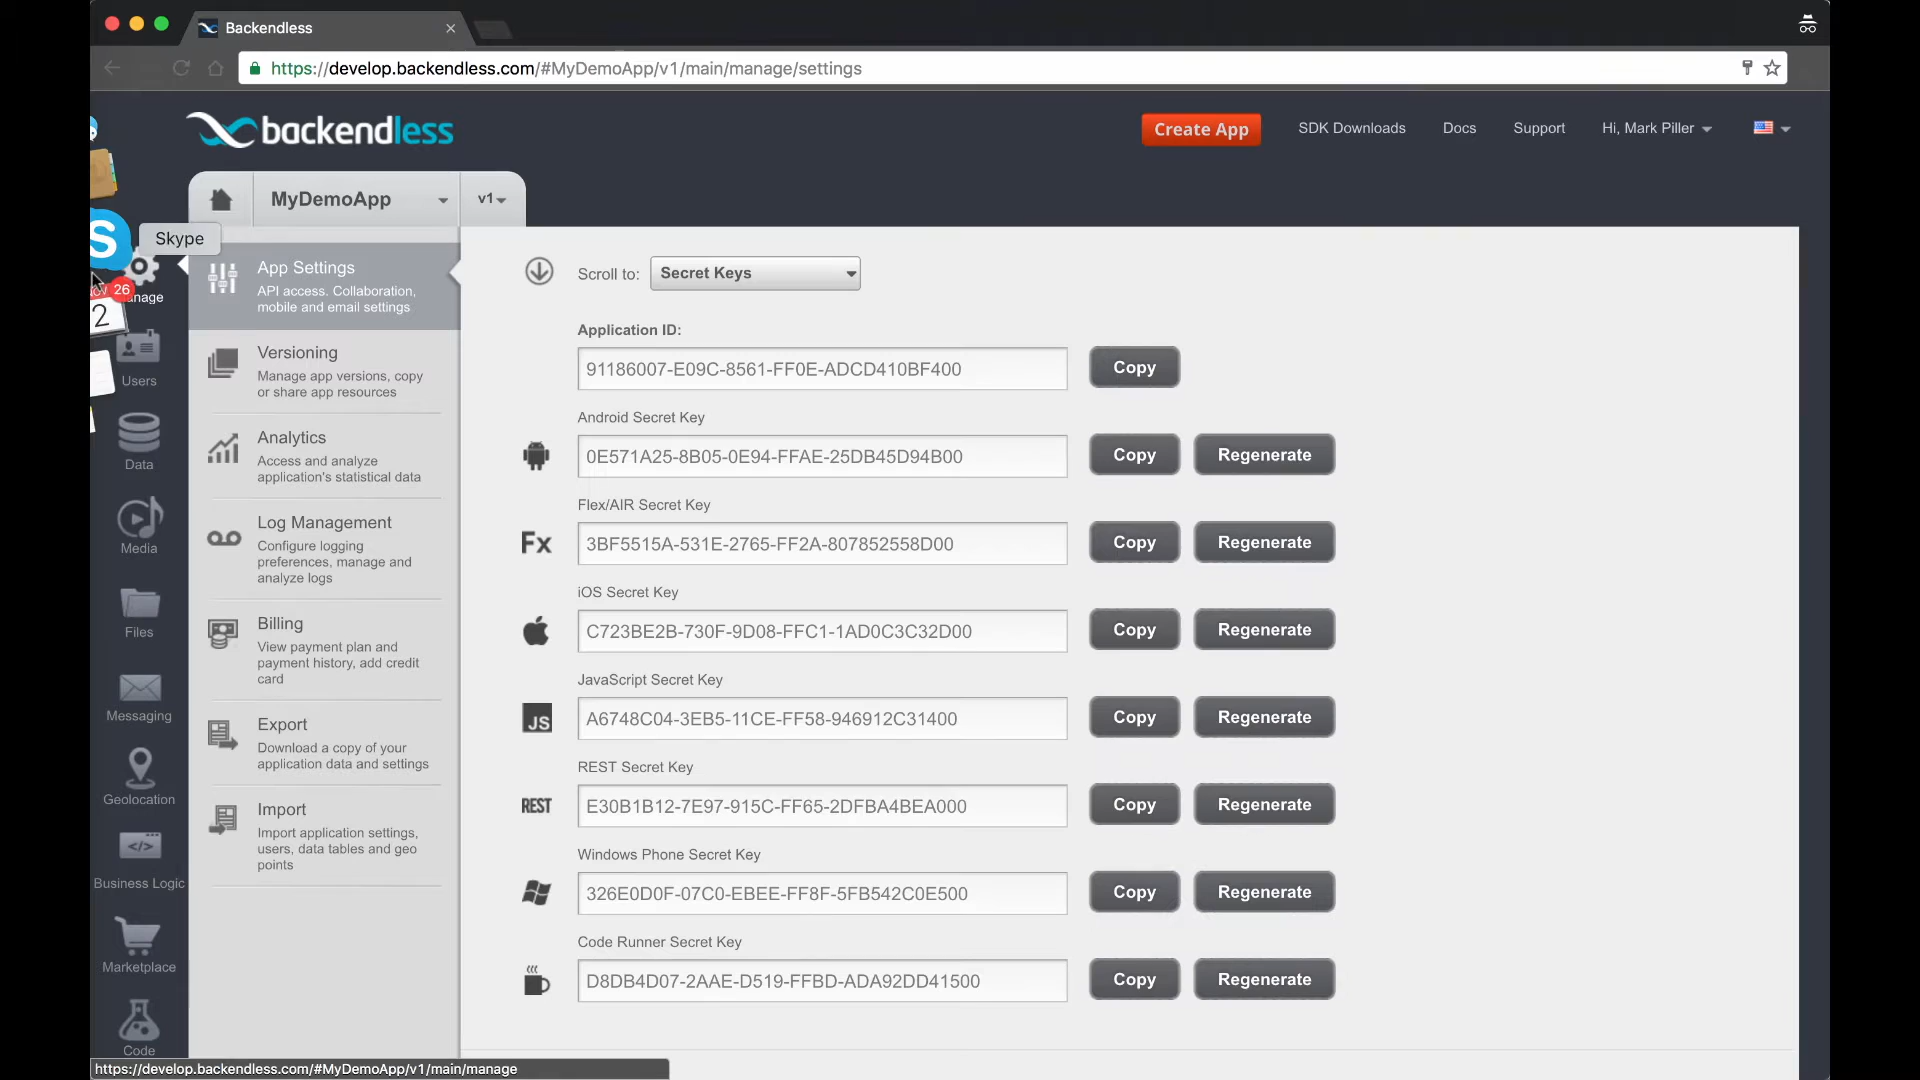 Backendless
https://develop.backendless.com/#MyDemoApp/v1/main/manage/settings
backendless
Create App
SDK Downloads
Docs
Support
Hi, Mark Piller
MyDemoApp
v1
Skype
26
2
Users
Data
Media
Files
Messaging
Geolocation
Business Logic
Marketplace
Code
App Settings
API access. Collaboration,
mobile and email settings
Versioning
Manage app versions, copy
or share app resources
Analytics
Access and analyze
application's statistical data
Log Management
Configure logging
preferences, manage and
analyze logs
Billing
View payment plan and
payment history, add credit
card
Export
Download a copy of your
application data and settings
Import
Import application settings,
users, data tables and geo
points
Scroll to:
Secret Keys
Application ID:
91186007-E09C-8561-FF0E-ADCD410BF400
Copy
Android Secret Key
0E571A25-8B05-0E94-FFAE-25DB45D94B00
Copy
Regenerate
Flex/AIR Secret Key
Fx
3BF5515A-531E-2765-FF2A-807852558D00
Copy
Regenerate
iOS Secret Key
C723BE2B-730F-9D08-FFC1-1AD0C3C32D00
Copy
Regenerate
JavaScript Secret Key
JS
A6748C04-3EB5-11CE-FF58-946912C31400
Copy
Regenerate
REST Secret Key
REST
E30B1B12-7E97-915C-FF65-2DFBA4BEA000
Copy
Regenerate
Windows Phone Secret Key
326E0D0F-07C0-EBEE-FF8F-5FB542C0E500
Copy
Regenerate
Code Runner Secret Key
D8DB4D07-2AAE-D519-FFBD-ADA92DD41500
Copy
Regenerate
https://develop.backendless.com/#MyDemoApp/v1/main/manage